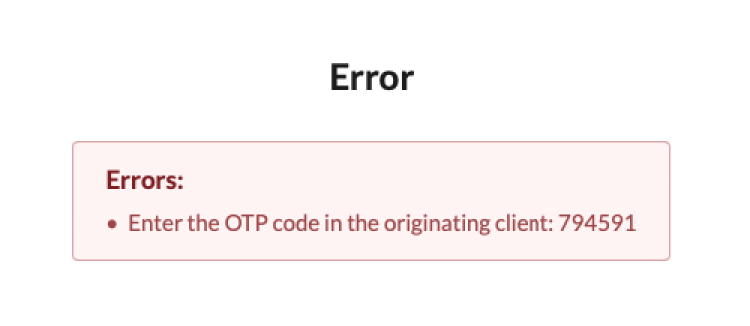 Error
Errors:
• Enter the OTP code in the originating client: 794591